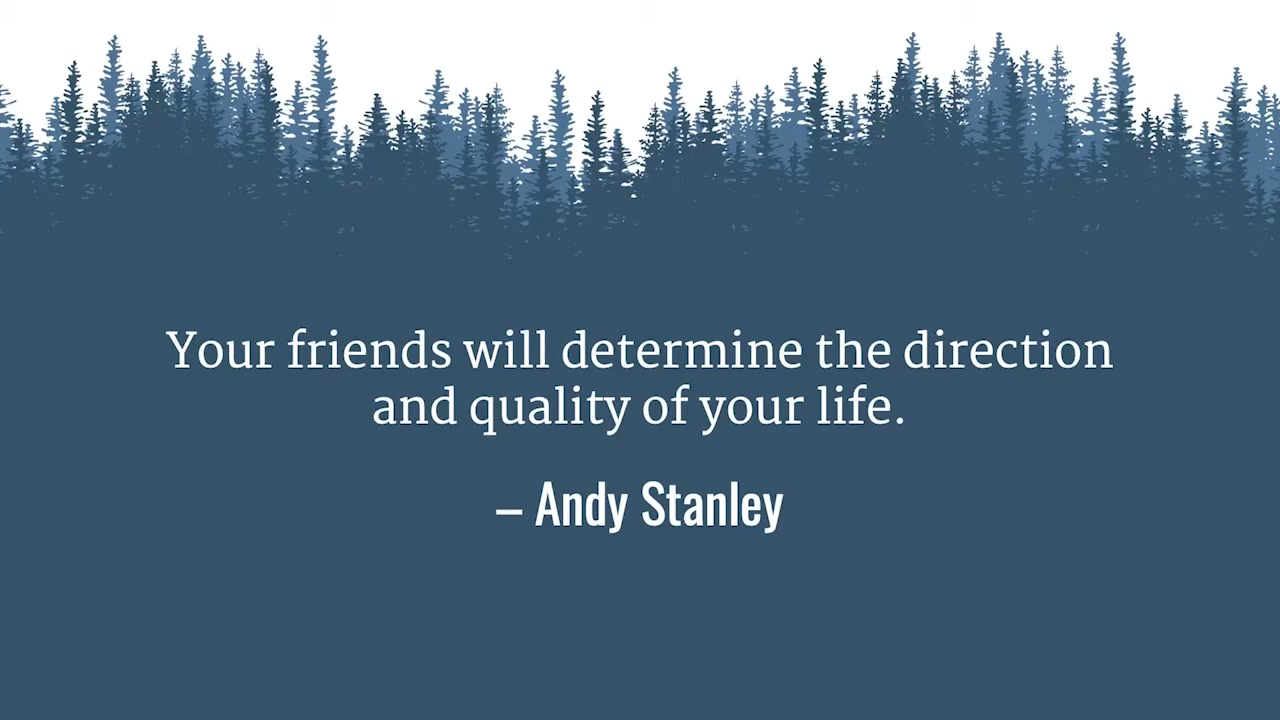 Your friends will determine the direction
and quality of your life.
– Andy Stanley